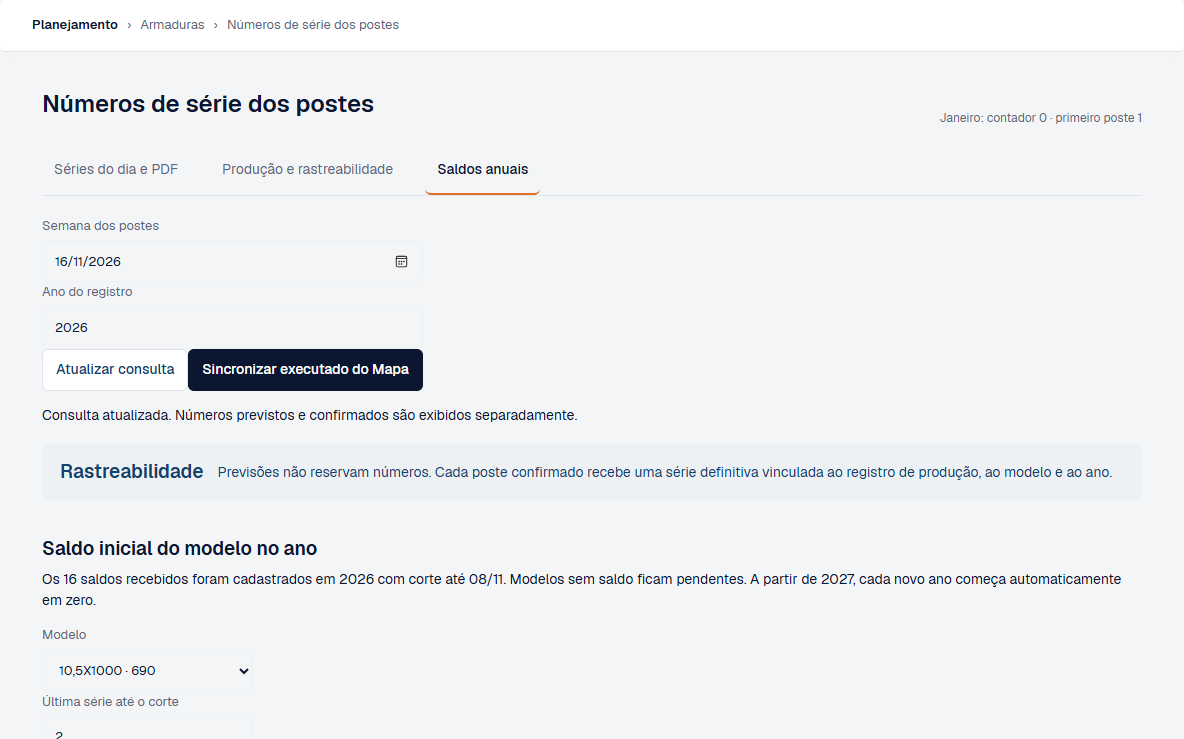 Planejamento › Armaduras › Números de série dos postes
Números de série dos postes
Janeiro: contador 0 · primeiro poste 1
Séries do dia e PDF
Produção e rastreabilidade
Saldos anuais
Semana dos postes
16/11/2026
Ano do registro
2026
Atualizar consulta
Sincronizar executado do Mapa
Consulta atualizada. Números previstos e confirmados são exibidos separadamente.
Rastreabilidade
Previsões não reservam números. Cada poste confirmado recebe uma série definitiva vinculada ao registro de produção, ao modelo e ao ano.
Saldo inicial do modelo no ano
Os 16 saldos recebidos foram cadastrados em 2026 com corte até 08/11. Modelos sem saldo ficam pendentes. A partir de 2027, cada novo ano começa automaticamente
em zero.
Modelo
10,5X1000 · 690
Última série até o corte
2